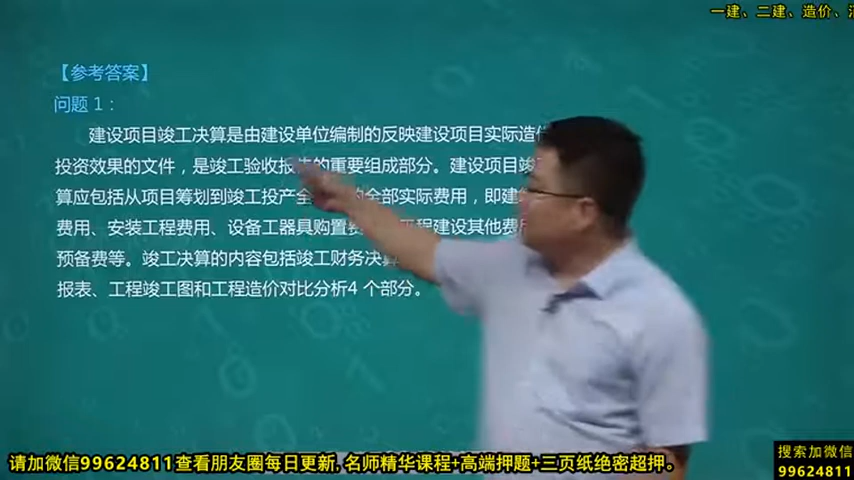 一建、二建、造价、
【参考答案】
问题 1：
建设项目竣工决算是由建设单位编制的反映建设项目实际造
投资效果的文件，是竣工验收报 的重要组成部分。建设项目竣
算应包括从项目筹划到竣工投产全 的全部实际费用，即建
费用、安装工程费用、设备工器具购置费 工程建设其他费
预备费等。竣工决算的内容包括竣工财务决算
报表、工程竣工图和工程造价对比分析4 个部分。
请加微信99624811查看朋友圈每日更新,名师精华课程+高端押题+三页纸绝密超押。
搜索加微信
99624811